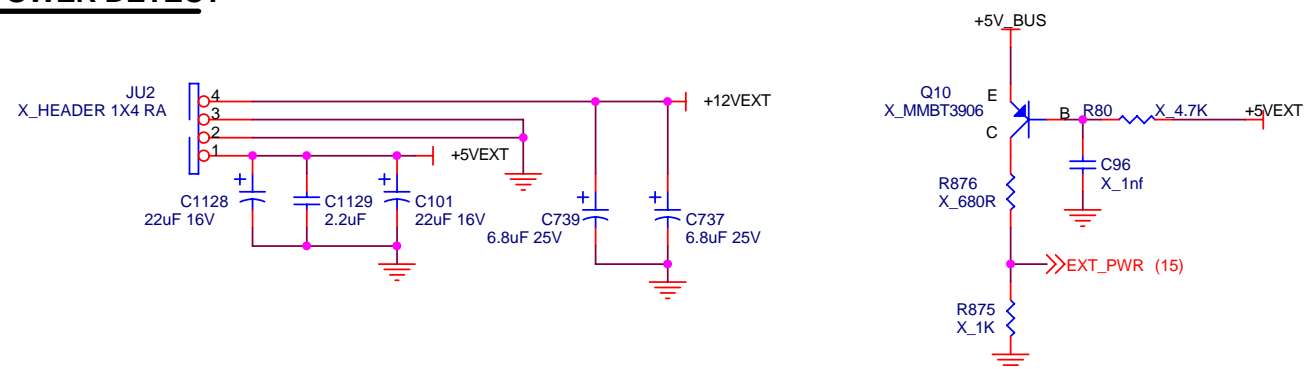 POWER DETECT
JU2
X_HEADER 1X4 RA
4
3
2
1
+12VEXT
+5VEXT
+
C1128
22uF 16V
C1129
2.2uF
+
C101
22uF 16V
+
C739
6.8uF 25V
+
C737
6.8uF 25V
+5V_BUS
Q10
X_MMBT3906
E
B
C
R80
X_4.7K
+5VEXT
C96
X_1nf
R876
X_680R
EXT_PWR (15)
R875
X_1K